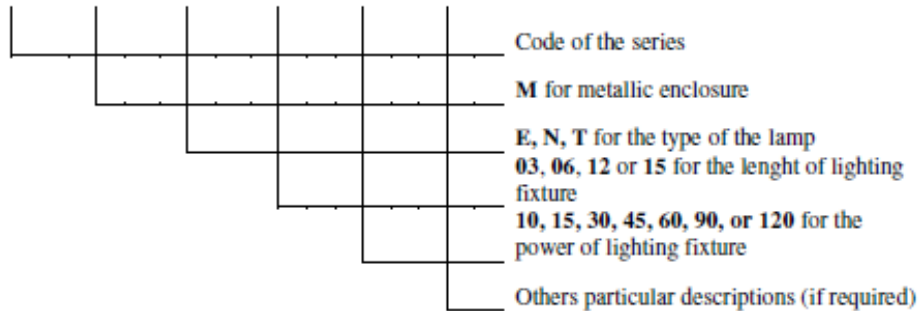 Code of the series
M for metallic enclosure
E, N, T for the type of the lamp
03, 06, 12 or 15 for the lenght of lighting
fixture
10, 15, 30, 45, 60, 90, or 120 for the
power of lighting fixture
Others particular descriptions (if required)